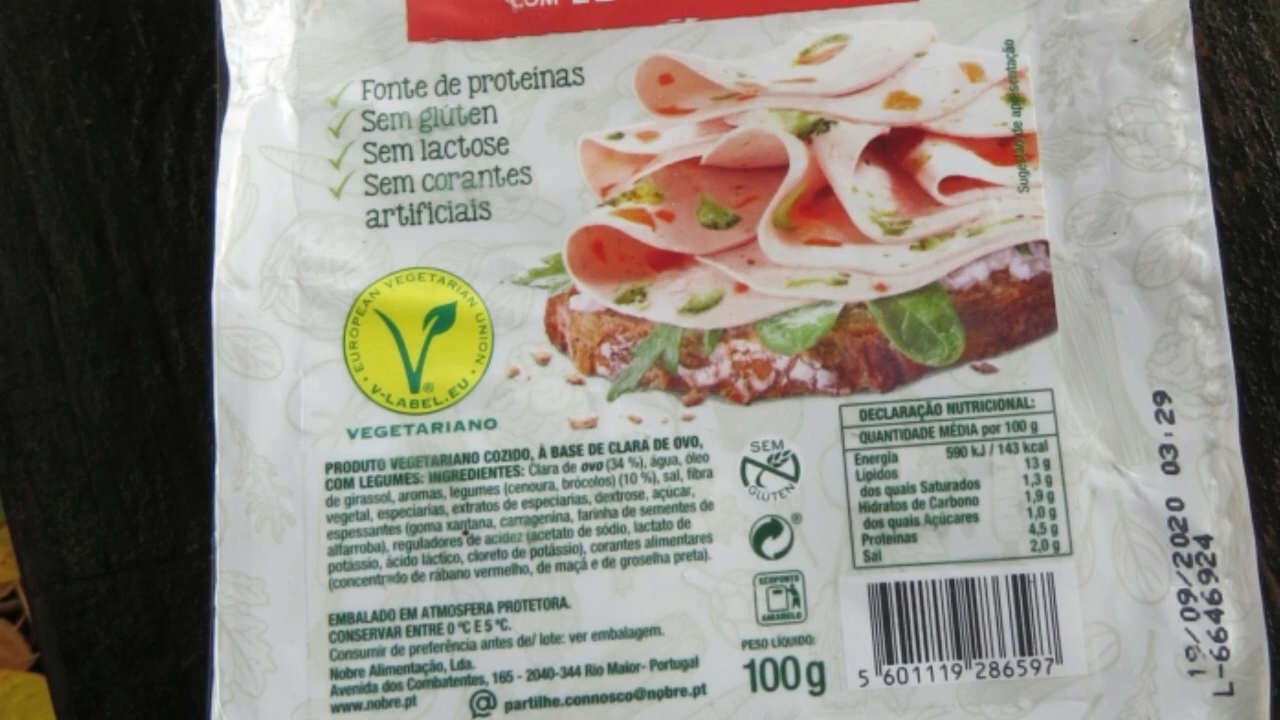 COM
Fonte de proteínas
Sem glúten
Sem lactose
Sem corantes
artificiais
Sugestão de apresentação
EUROPEAN VEGETARIAN UNION
V-LABEL.EU
®
VEGETARIANO
PRODUTO VEGETARIANO COZIDO, À BASE DE CLARA DE OVO,
COM LEGUMES: INGREDIENTES: Clara de ovo (34 %), água, óleo
de girassol, aromas, legumes (cenoura, brócolos) (10 %), sal, fibra
vegetal, especiarias, extratos de especiarias, dextrose, açúcar,
espessantes (goma xantana, carragenina, farinha de sementes de
alfarroba), reguladores de acidez (acetato de sódio, lactato de
potássio, ácido láctico, cloreto de potássio), corantes alimentares
(concentrado de rábano vermelho, de maçã e de groselha preta).
EMBALADO EM ATMOSFERA PROTETORA.
CONSERVAR ENTRE 0 °C E 5 °C.
Consumir de preferência antes de/ lote: ver embalagem.
Nobre Alimentação, Lda.
Avenida dos Combatentes, 165 - 2040-344 Rio Maior- Portugal
www.nobre.pt @ partilhe.connosco@nobre.pt
SEM
GLÚTEN
®
ECOPONTO
AMARELO
PESO LÍQUIDO:
100g
DECLARAÇÃO NUTRICIONAL:
QUANTIDADE MÉDIA por 100 g
Energia 590 kJ / 143 kcal
Lípidos 13 g
dos quais Saturados 1,3 g
Hidratos de Carbono 1,9 g
dos quais Açúcares 1,0 g
Proteínas 4,5 g
Sal 2,0 g
5 601119 286597
19/09/2020 03:29
L-6646924